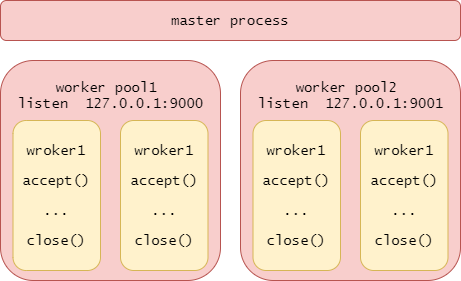 master process
worker pool1
listen 127.0.0.1:9000
wroker1
accept()
...
close()
wroker1
accept()
...
close()
worker pool2
listen 127.0.0.1:9001
wroker1
accept()
...
close()
wroker1
accept()
...
close()